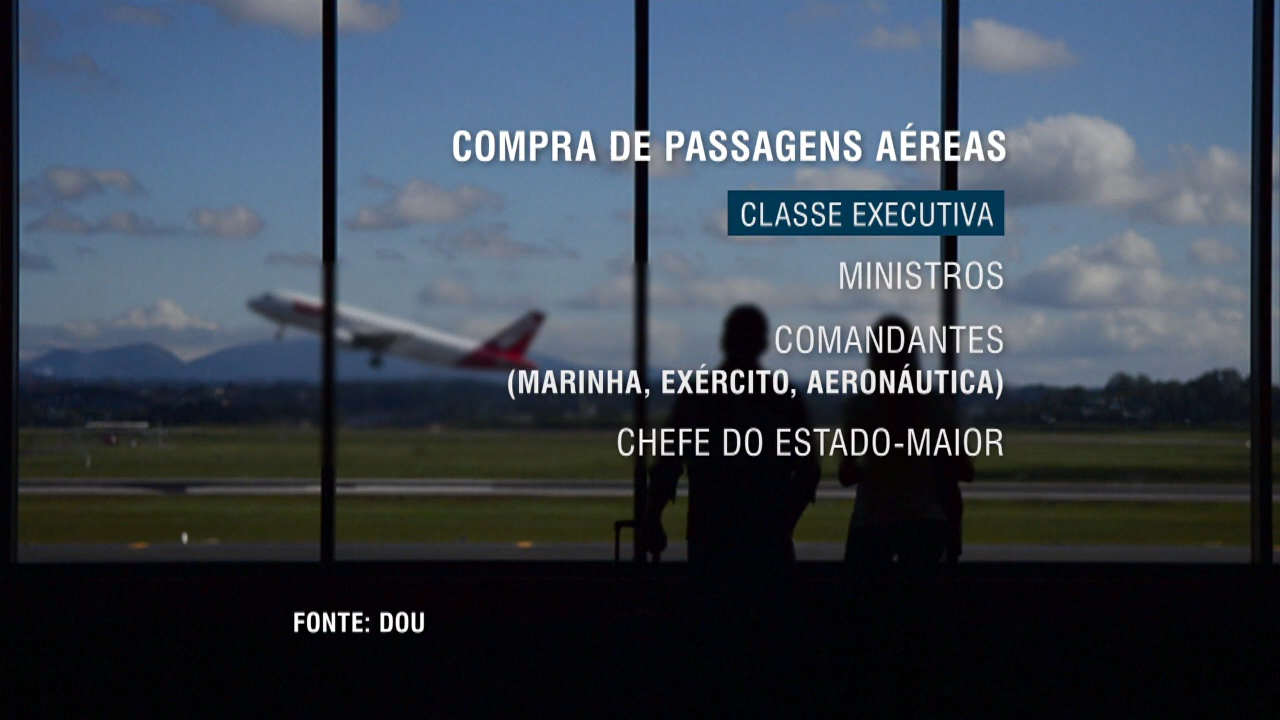 COMPRA DE PASSAGENS AÉREAS
CLASSE EXECUTIVA
MINISTROS
COMANDANTES
(MARINHA, EXÉRCITO, AERONÁUTICA)
CHEFE DO ESTADO-MAIOR
FONTE: DOU